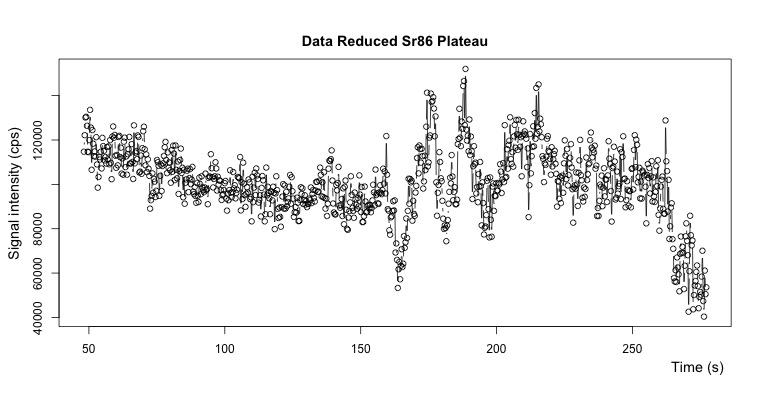 Data Reduced Sr86 Plateau
Signal intensity (cps)
120000
80000
60000
40000
50 100 150 200 250
Time (s)